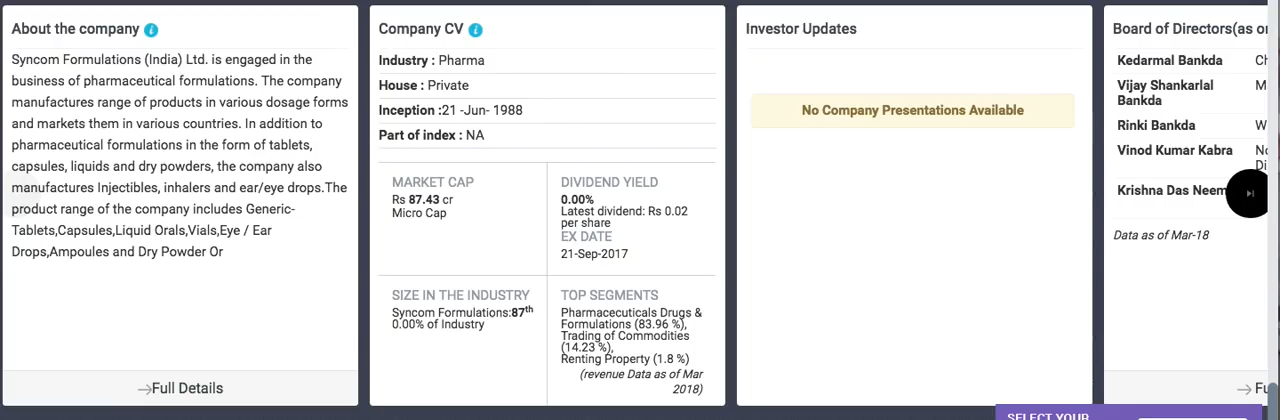 About the company
Syncom Formulations (India) Ltd. is engaged in the
business of pharmaceutical formulations. The company
manufactures range of products in various dosage forms
and markets them in various countries. In addition to
pharmaceutical formulations in the form of tablets,
capsules, liquids and dry powders, the company also
manufactures Injectibles, inhalers and ear/eye drops.The
product range of the company includes Generic-
Tablets,Capsules,Liquid Orals,Vials,Eye / Ear
Drops,Ampoules and Dry Powder Or
→Full Details
Company CV
Industry : Pharma
House : Private
Inception :21 -Jun- 1988
Part of index : NA
MARKET CAP
Rs 87.43 cr
Micro Cap
DIVIDEND YIELD
0.00%
Latest dividend: Rs 0.02
per share
EX DATE
21-Sep-2017
SIZE IN THE INDUSTRY
Syncom Formulations:87th
0.00% of Industry
TOP SEGMENTS
Pharmaceuticals Drugs &
Formulations (83.96 %),
Trading of Commodities
(14.23 %),
Renting Property (1.8 %)
(revenue Data as of Mar
2018)
Investor Updates
No Company Presentations Available
Board of Directors(as o
Kedarmal Bankda Ch
Vijay Shankarlal M
Bankda
Rinki Bankda W
Vinod Kumar Kabra No
Di
Krishna Das Neem
Data as of Mar-18
→ Fu
SELECT YOUR